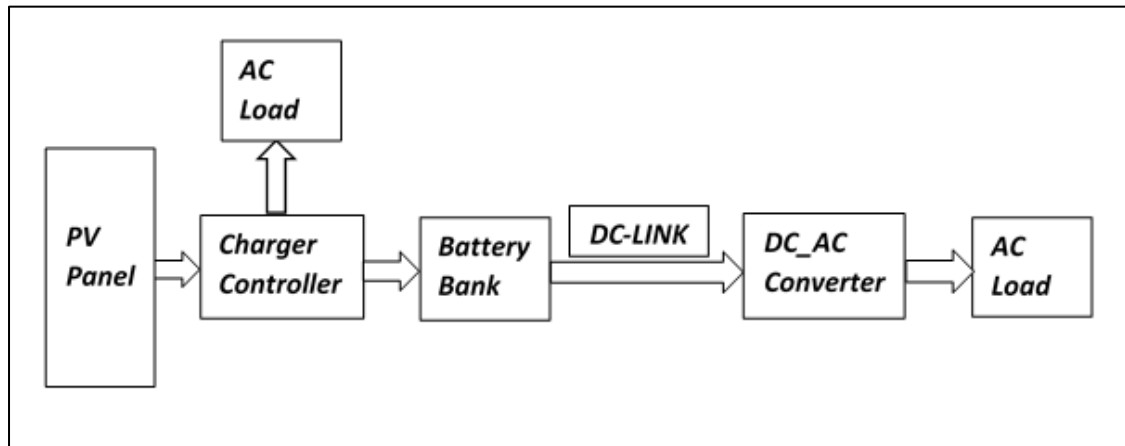 AC
Load
PV
Panel
Charger
Controller
Battery
Bank
DC-LINK
DC_AC
Converter
AC
Load